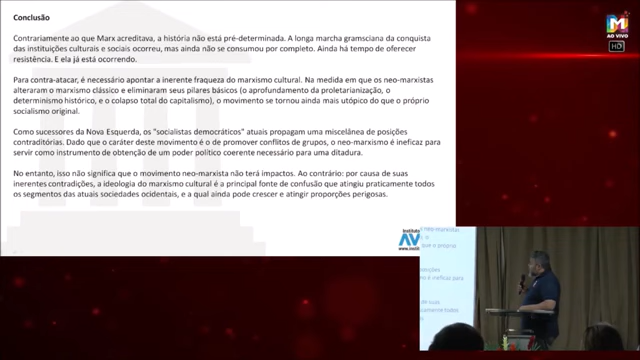 Conclusão
Contrariamente ao que Marx acreditava, a história não está pré-determinada. A longa marcha gramsciana da conquista
das instituições culturais e sociais ocorreu, mas ainda não se consumou por completo. Ainda há tempo de oferecer
resistência. E ela já está ocorrendo.
Para contra-atacar, é necessário apontar a inerente fraqueza do marxismo cultural. Na medida em que os neo-marxistas
alteraram o marxismo clássico e eliminaram seus pilares básicos (o aprofundamento da proletarianização, o
determinismo histórico, e o colapso total do capitalismo), o movimento se tornou ainda mais utópico do que o próprio
socialismo original.
Como sucessores da Nova Esquerda, os "socialistas democráticos" atuais propagam uma miscelânea de posições
contraditórias. Dado que o caráter deste movimento é o de promover conflitos de grupos, o neo-marxismo é ineficaz para
servir como instrumento de obtenção de um poder político coerente necessário para uma ditadura.
No entanto, isso não significa que o movimento neo-marxista não terá impactos. Ao contrário: por causa de suas
inerentes contradições, a ideologia do marxismo cultural é a principal fonte de confusão que atingiu praticamente todos
os segmentos das atuais sociedades ocidentais, e a qual ainda pode crescer e atingir proporções perigosas.
DM
AO VIVO
HD
Instituto
AV
o
que o próprio
de suas